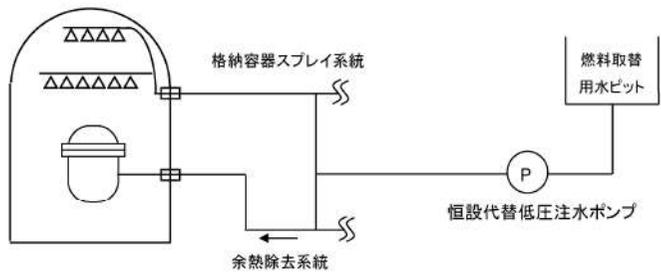 格納容器スプレイ系統
燃料取替
用水ピット
P
恒設代替低圧注水ポンプ
余熱除去系統